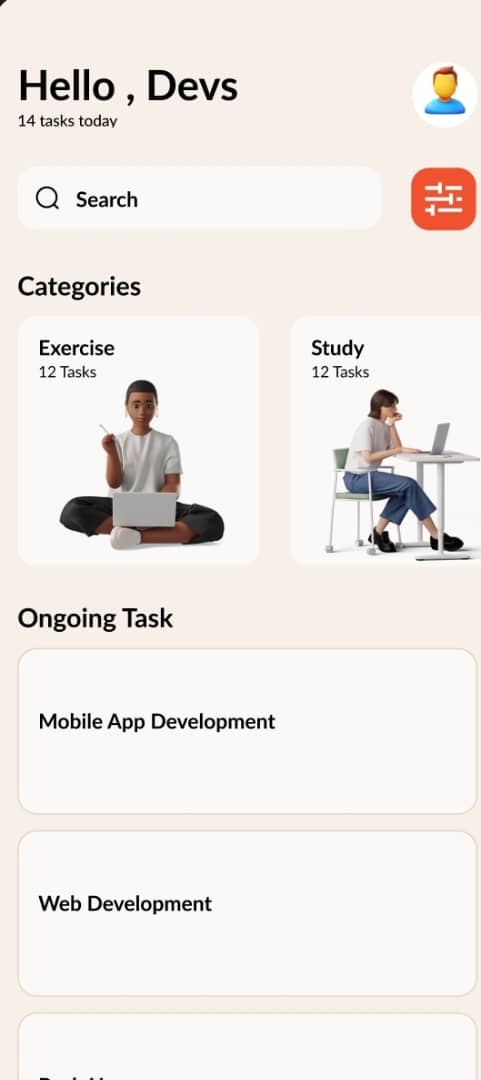 Hello , Devs
14 tasks today
Search
Categories
Exercise
12 Tasks
Study
12 Tasks
Ongoing Task
Mobile App Development
Web Development